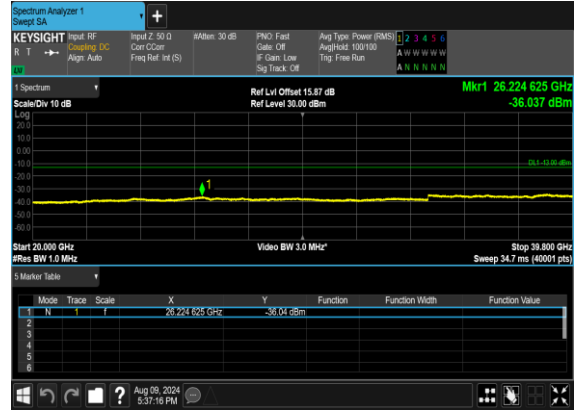 Spectrum Analyzer 1
Swept SA
+
KEYSIGHT
R T
LM
Input: RF
Coupling: DC
Align: Auto
Input Z: 50 Ω
Corr CCorr
Freq Ref: Int (S)
#Atten: 30 dB
PNO: Fast
Gate: Off
IF Gain: Low
Sig Track: Off
Avg Type: Power (RMS)
Avg|Hold: 100/100
Trig: Free Run
1 2 3 4 5 6
A W W W W W
A N N N N N
1 Spectrum
Scale/Div 10 dB
Ref Lvl Offset 15.87 dB
Ref Level 30.00 dBm
Mkr1 26.224 625 GHz
-36.037 dBm
Log
20.0
10.0
0.00
-10.0
-20.0
-30.0
-40.0
-50.0
-60.0
DL1 -13.00 dBm
1
Start 20.000 GHz
#Res BW 1.0 MHz
Video BW 3.0 MHz*
Stop 39.800 GHz
Sweep 34.7 ms (40001 pts)
5 Marker Table
Mode Trace Scale X Y Function Function Width Function Value
1 N 1 f 26.224 625 GHz -36.04 dBm
2
3
4
5
6
?
Aug 09, 2024
5:37:16 PM